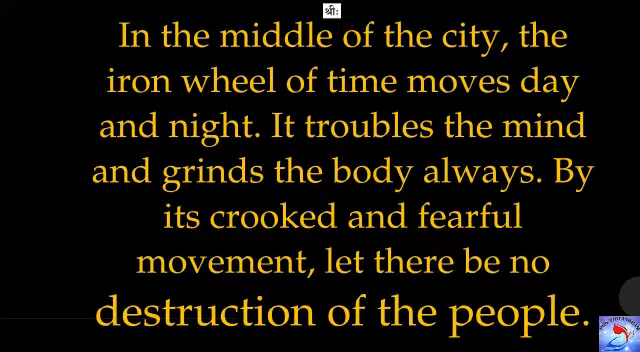 श्रीः
In the middle of the city, the
iron wheel of time moves day
and night. It troubles the mind
and grinds the body always. By
its crooked and fearful
movement, let there be no
destruction of the people.